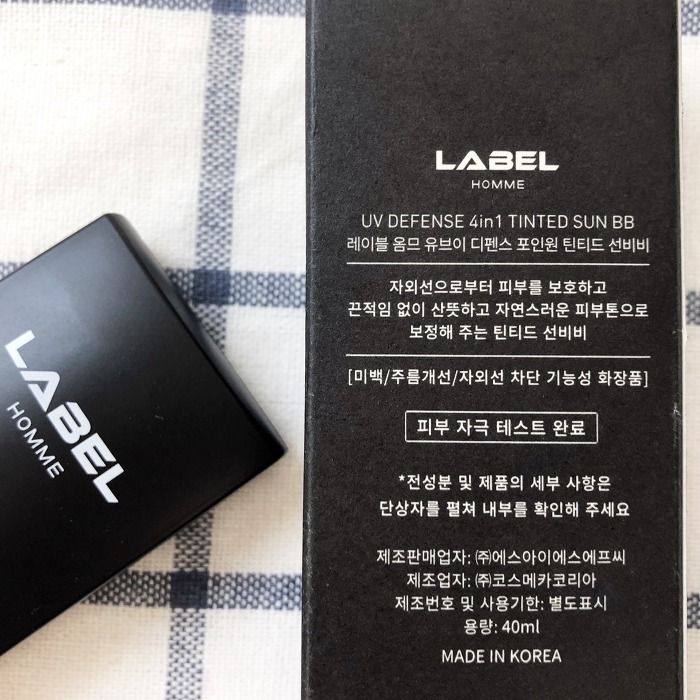 LABEL
HOMME
LABEL
HOMME
UV DEFENSE 4in1 TINTED SUN BB
레이블 옴므 유브이 디펜스 포인원 틴티드 선비비
자외선으로부터 피부를 보호하고
끈적임 없이 산뜻하고 자연스러운 피부톤으로
보정해 주는 틴티드 선비비
[미백/주름개선/자외선 차단 기능성 화장품]
피부 자극 테스트 완료
*전성분 및 제품의 세부 사항은
단상자를 펼쳐 내부를 확인해 주세요
제조판매업자: ㈜에스아이에스에프씨
제조업자: ㈜코스메카코리아
제조번호 및 사용기한: 별도표시
용량: 40ml
MADE IN KOREA